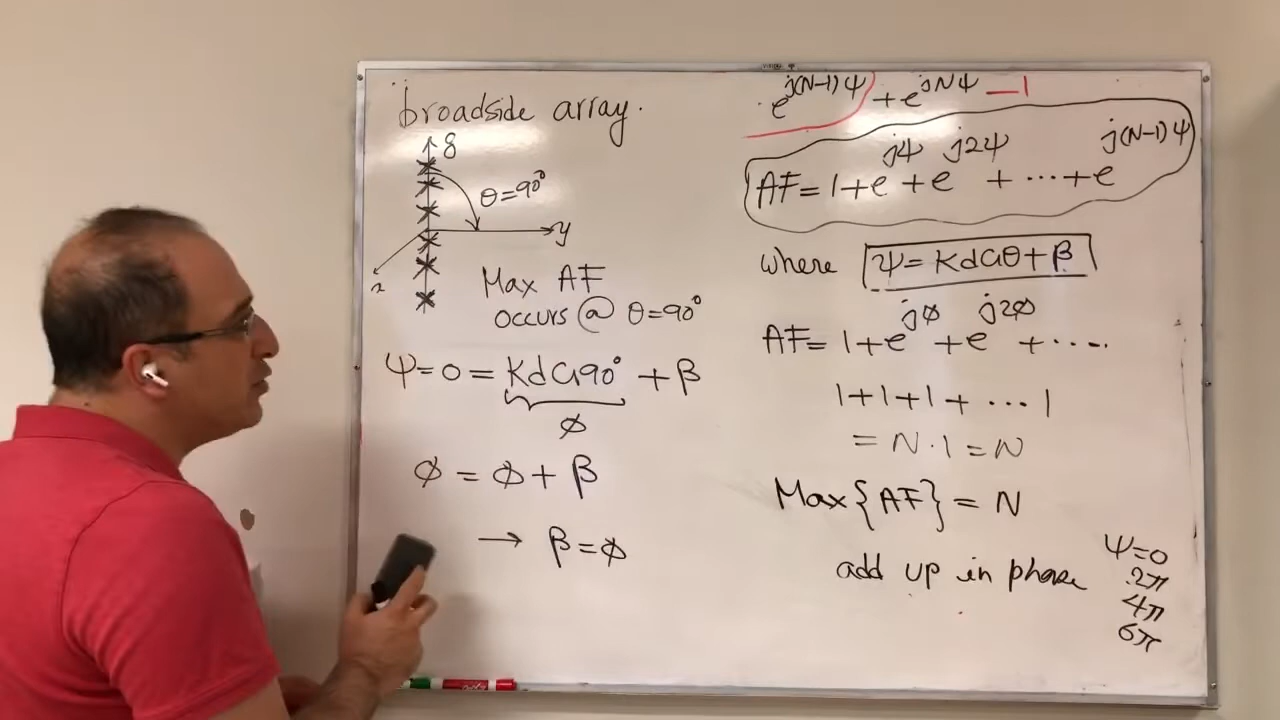 broadside array.
z
θ=90°
y
x
Max AF
occurs @ θ=90°
Ψ=0=Kdcos90°+β
ϕ
ϕ=ϕ+β
→ β=ϕ
e^{j(N-1)Ψ}+e^{jNΨ}-1
AF=1+e^{jΨ}+e^{j2Ψ}+⋯+e^{j(N-1)Ψ}
where Ψ=Kdcosθ+β
AF=1+e^{jϕ}+e^{j2ϕ}+⋯
1+1+1+⋯1
=N·1=N
Max{AF}=N
add up in phase
Ψ=0
2π
4π
6π